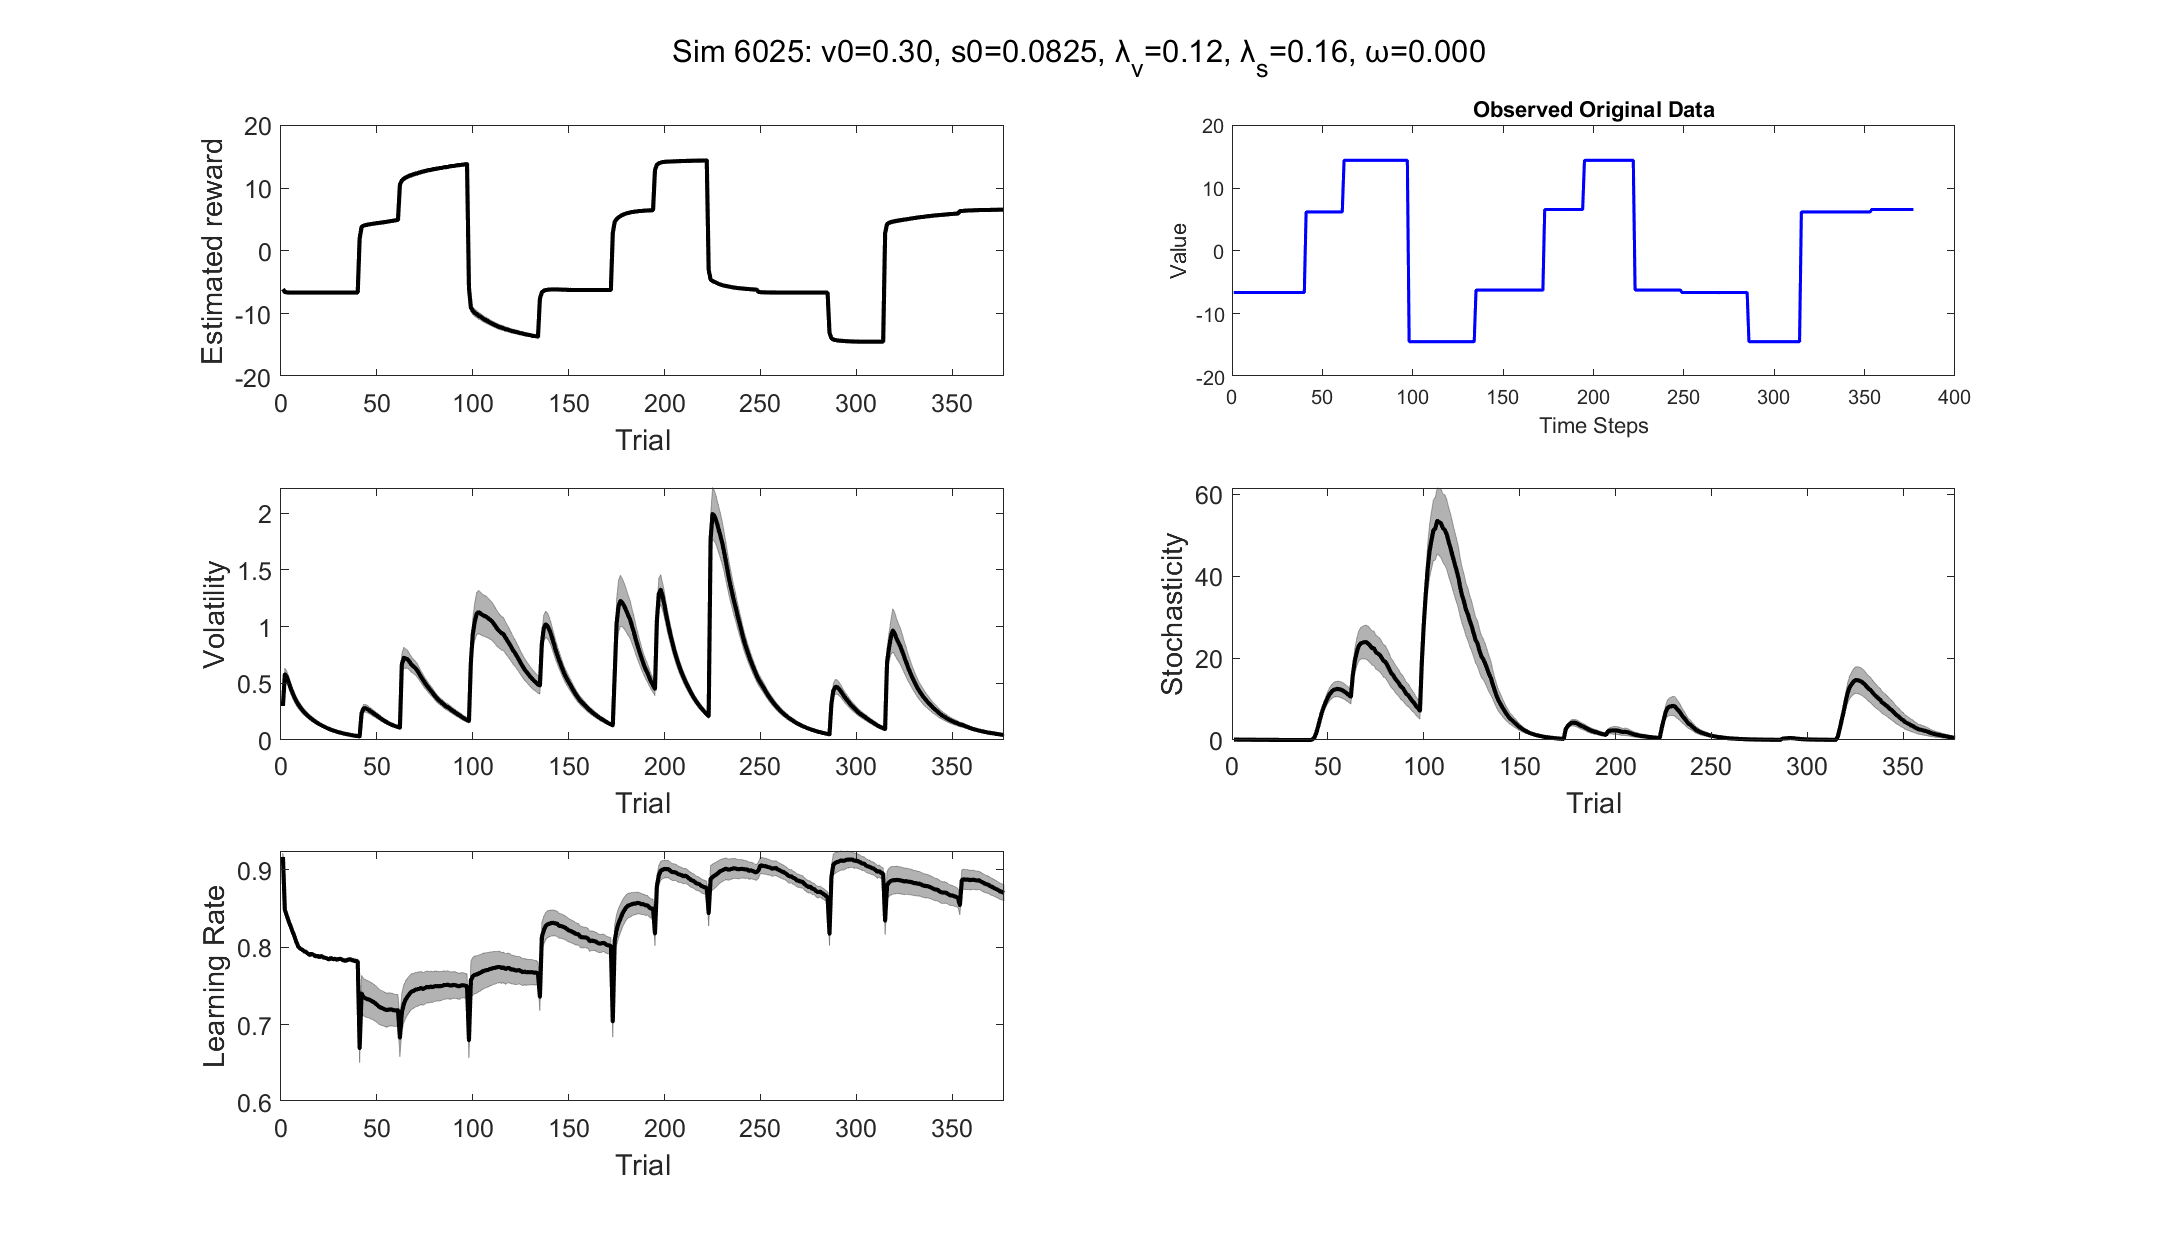 Sim 6025: v0=0.30, s0=0.0825, λv=0.12, λs=0.16, ω=0.000
Estimated reward
20
10
0
-10
-20
0 50 100 150 200 250 300 350
Trial
Observed Original Data
Value
20
10
0
-10
-20
0 50 100 150 200 250 300 350 400
Time Steps
Volatility
2
1.5
1
0.5
0
0 50 100 150 200 250 300 350
Trial
Stochasticity
60
40
20
0
0 50 100 150 200 250 300 350
Trial
Learning Rate
0.9
0.8
0.7
0.6
0 50 100 150 200 250 300 350
Trial